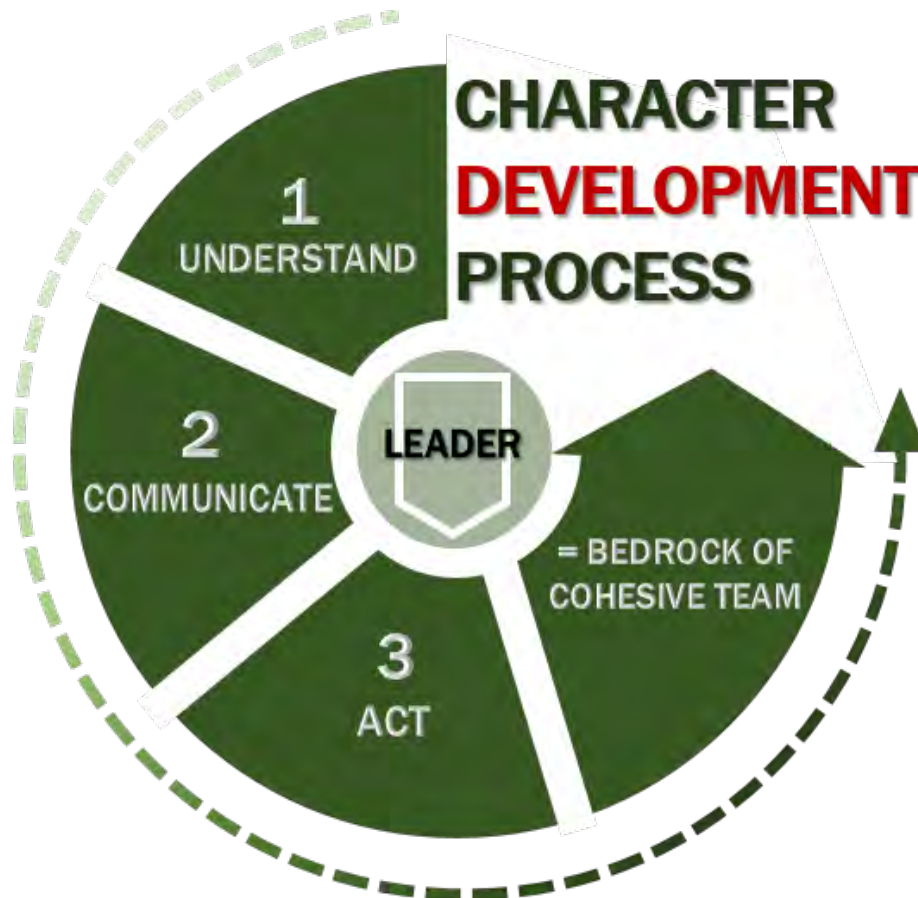 CHARACTER
DEVELOPMENT
PROCESS
1
UNDERSTAND
2
COMMUNICATE
3
ACT
= BEDROCK OF
COHESIVE TEAM
LEADER